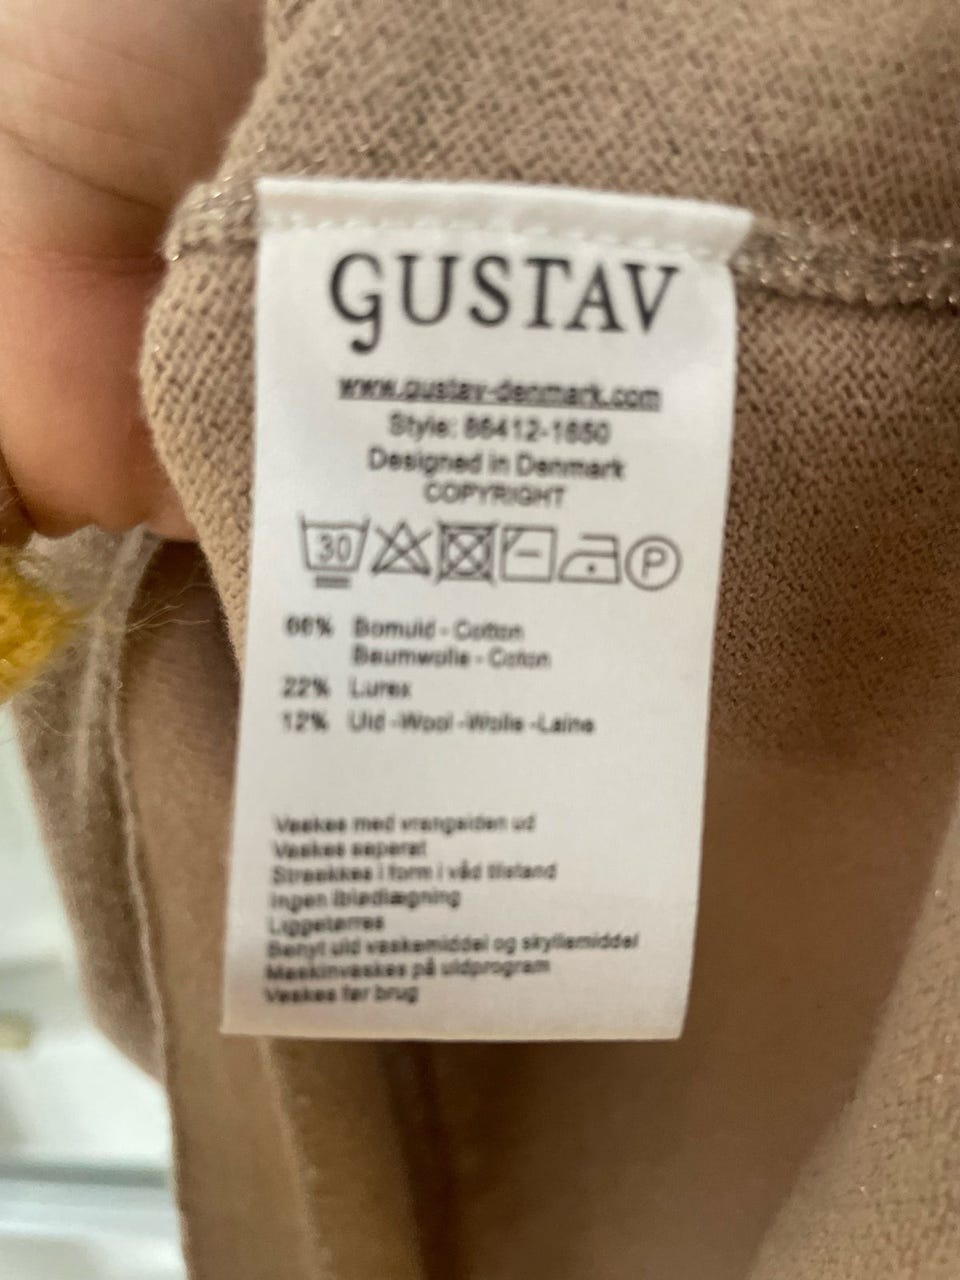 GUSTAV
www.gustav-denmark.com
Style: 86412-1650
Designed in Denmark
COPYRIGHT
30 P
66% Bomuld - Cotton
Baumwolle - Coton
22% Lurex
12% Uld -Wool -Wolle -Laine
Vaskes med vrangsiden ud
Vaskes seperat
Strækkes i form i våd tilstand
Ingen iblødlægning
Liggetørres
Benyt uld vaskemiddel og skyllemiddel
Maskinvaskes på uldprogram
Vaskes før brug